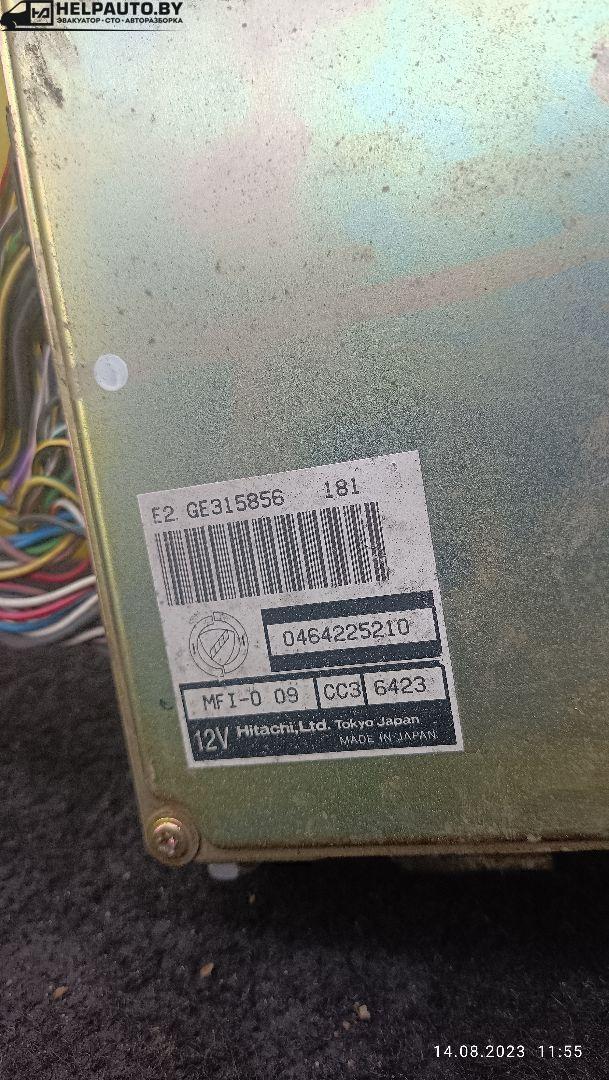 HELPAUTO.BY
ЭВАКУАТОР · СТО · АВТОРАЗБОРКА
E2 GE315856 181
0464225210
MFI-0 09 CC3 6423
12V Hitachi,Ltd. Tokyo Japan
MADE IN JAPAN
14.08.2023 11:55